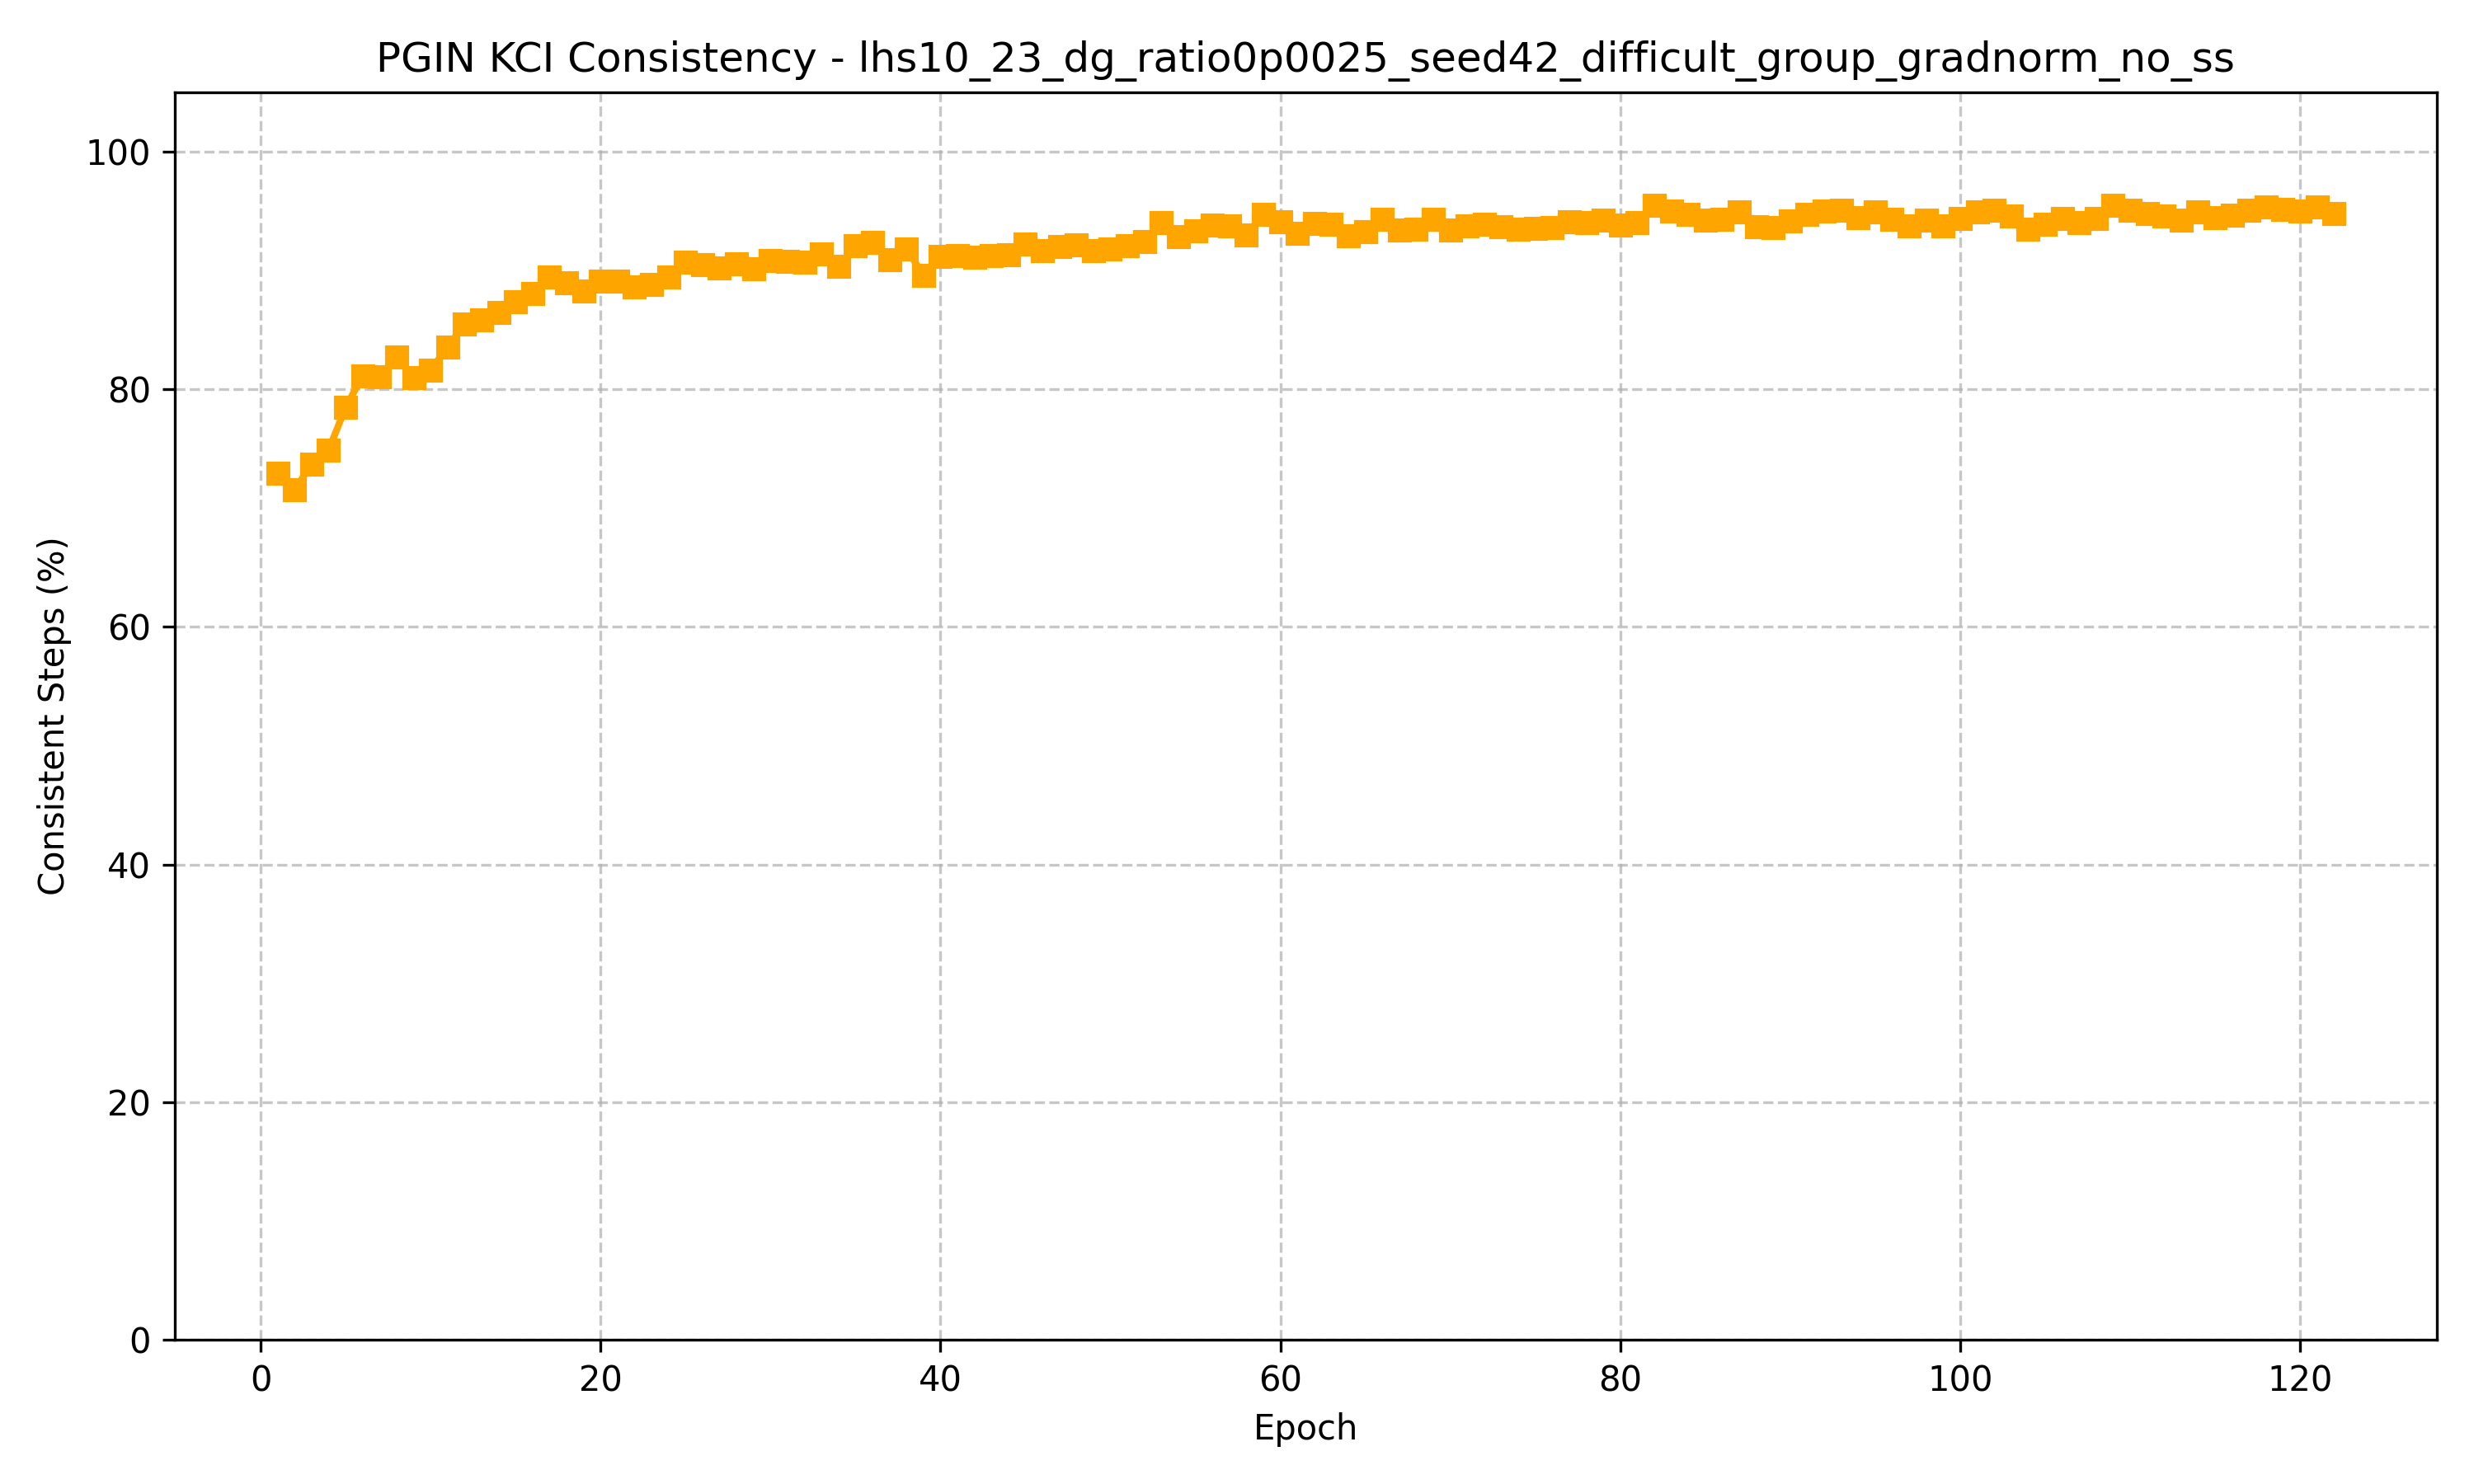 PGIN KCI Consistency - lhs10_23_dg_ratio0p0025_seed42_difficult_group_gradnorm_no_ss
Consistent Steps (%)
100
80
60
40
20
0
0 20 40 60 80 100 120
Epoch